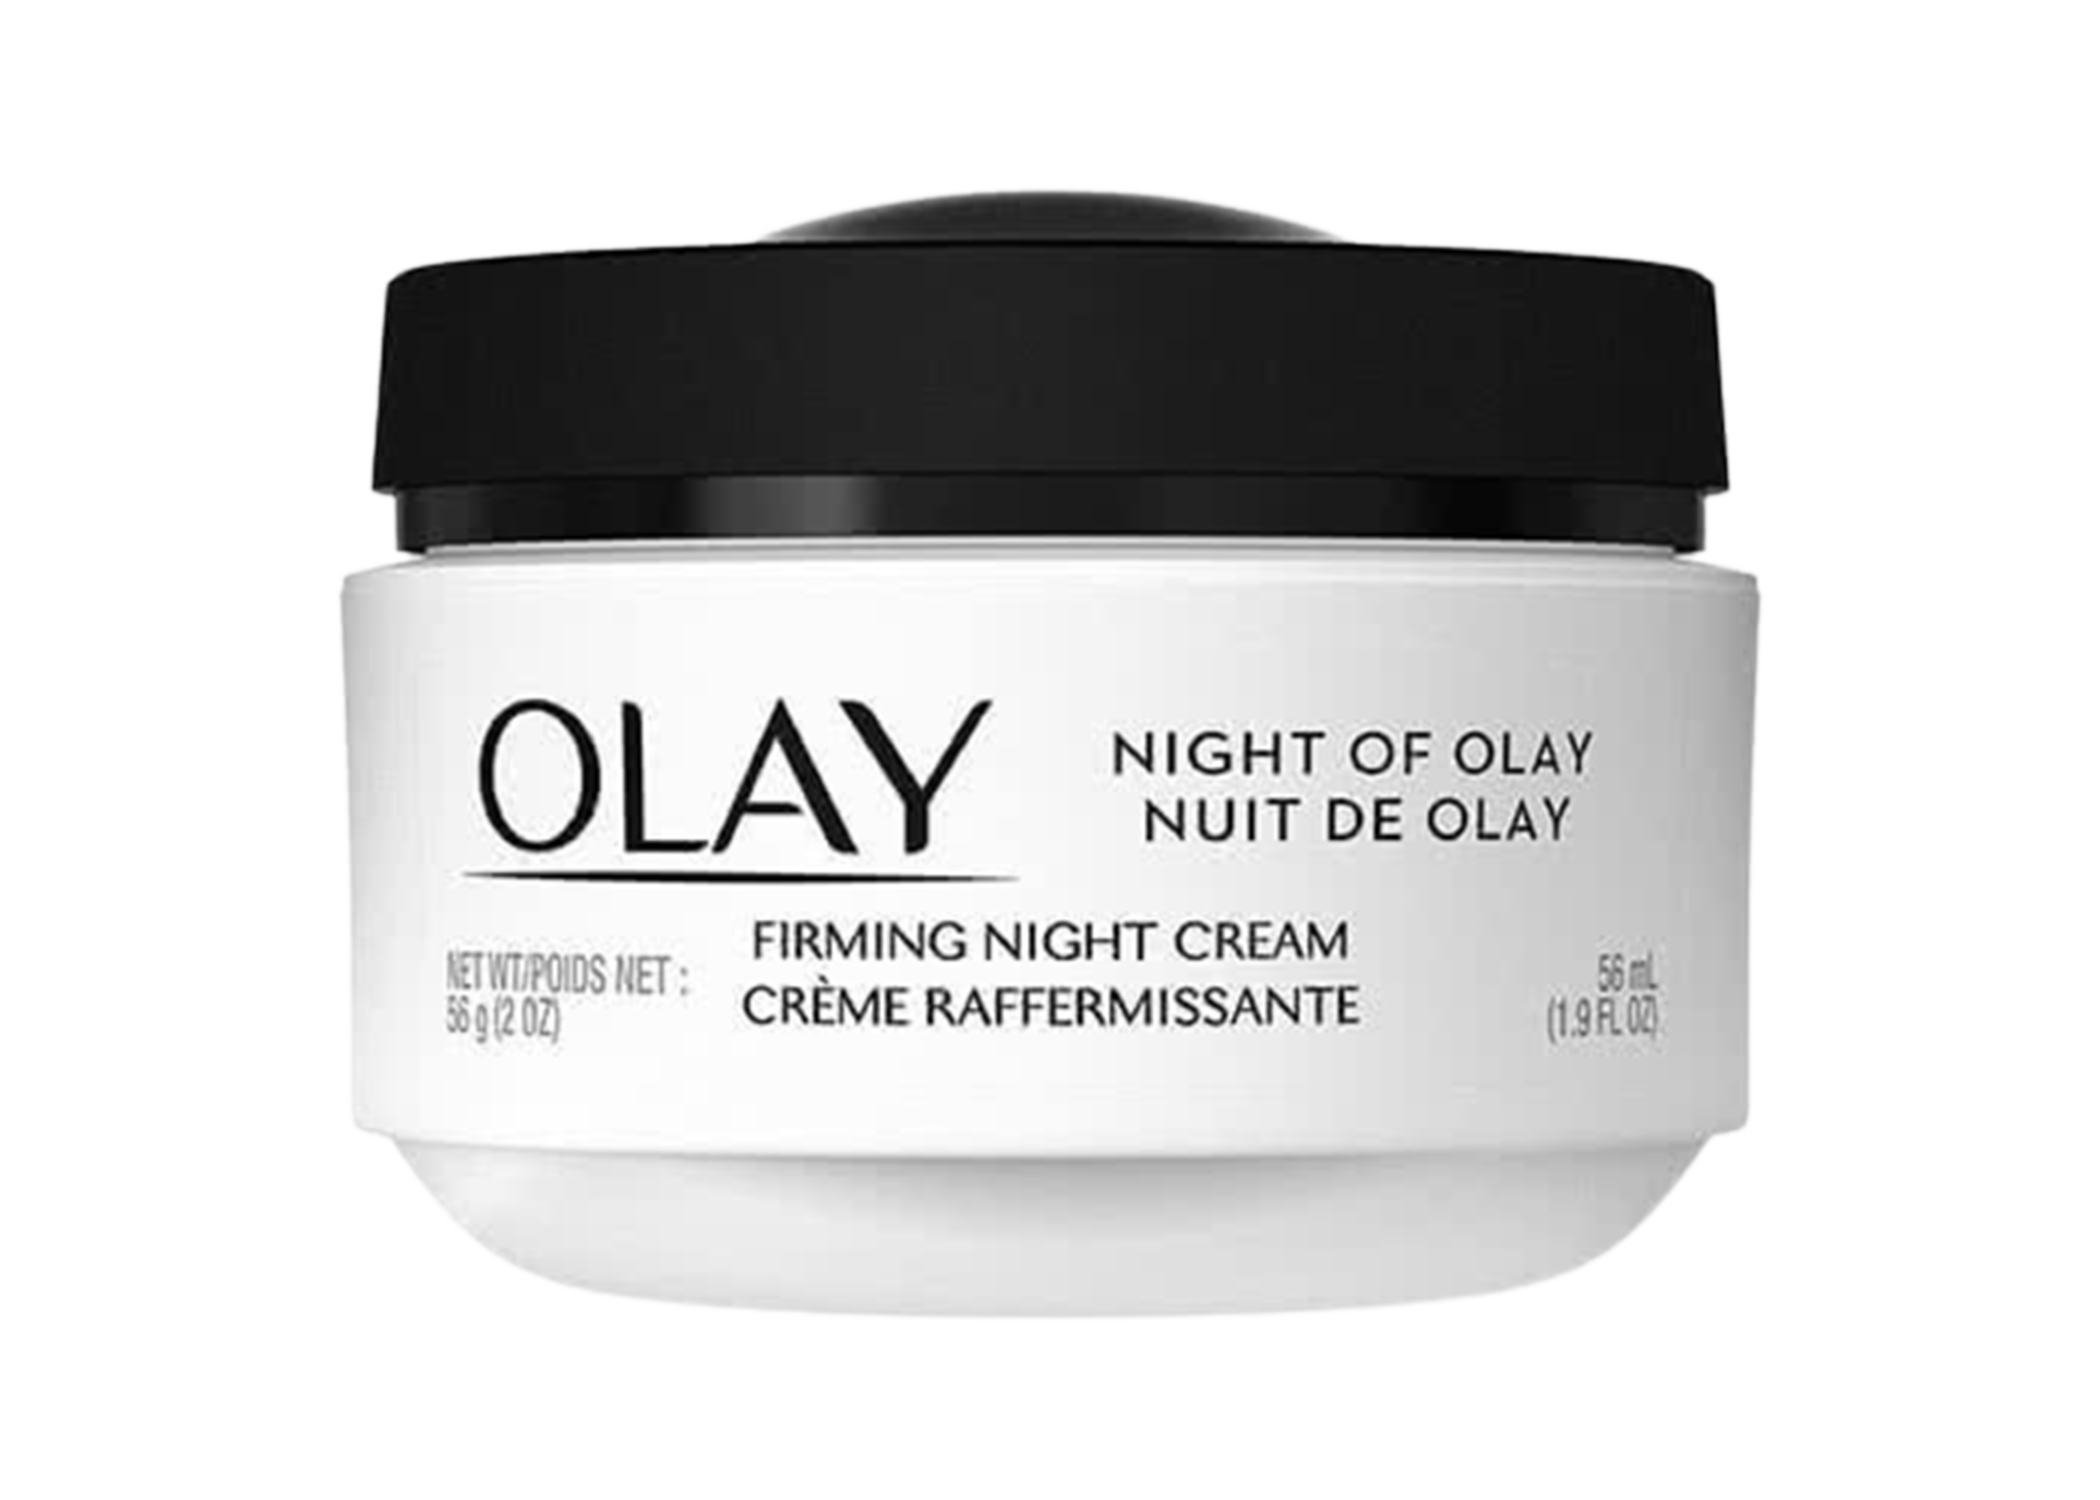 OLAY
NIGHT OF OLAY
NUIT DE OLAY
FIRMING NIGHT CREAM
CRÈME RAFFERMISSANTE
NET WT/POIDS NET :
56 g (2 OZ)
56 mL
(1.9 FL OZ)